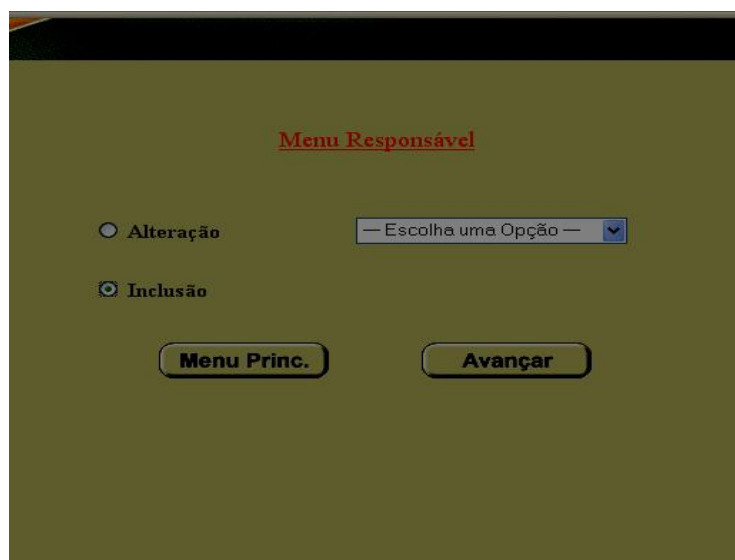 Menu Responsável
Alteração
— Escolha uma Opção —
Inclusão
Menu Princ.
Avançar